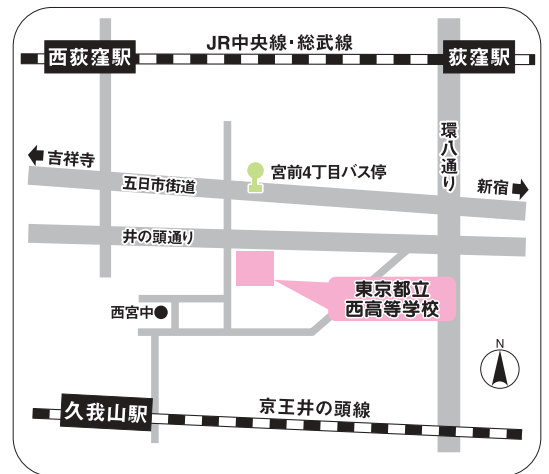 JR中央線・総武線
西荻窪駅
荻窪駅
環八通り
吉祥寺
五日市街道
宮前4丁目バス停
新宿
井の頭通り
東京都立
西高等学校
西宮中
N
久我山駅
京王井の頭線